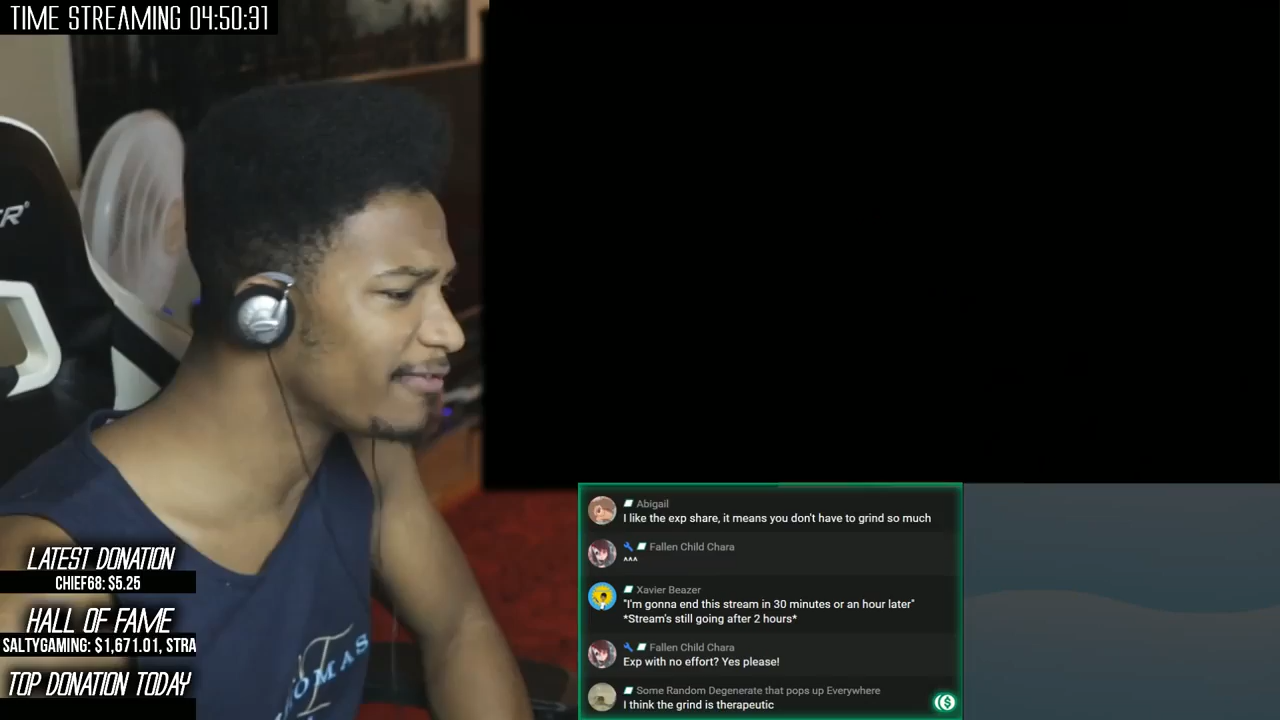 TIME STREAMING 04:50:31
R
Abigail
I like the exp share, it means you don't have to grind so much
Fallen Child Chara
^^^
Xavier Beazer
"I'm gonna end this stream in 30 minutes or an hour later"
*Stream's still going after 2 hours*
Fallen Child Chara
Exp with no effort? Yes please!
Some Random Degenerate that pops up Everywhere
I think the grind is therapeutic
LATEST DONATION
CHIEF68: $5.25
HALL OF FAME
SALTYGAMING: $1,671.01, STRA
TOP DONATION TODAY
OMAS